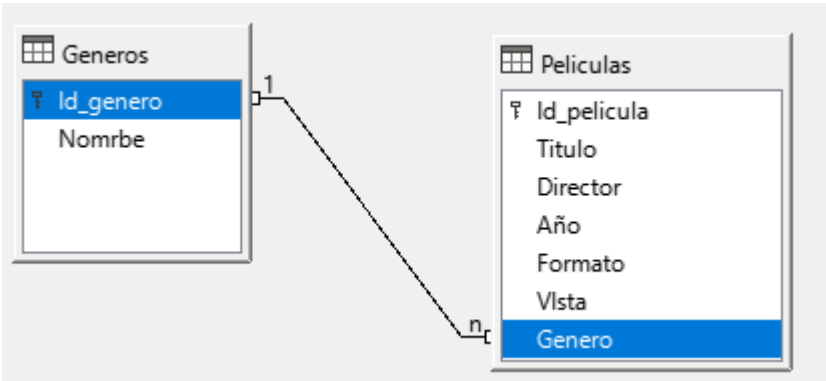 Generos
Id_genero
Nomrbe
1
n
Peliculas
Id_pelicula
Titulo
Director
Año
Formato
VIsta
Genero